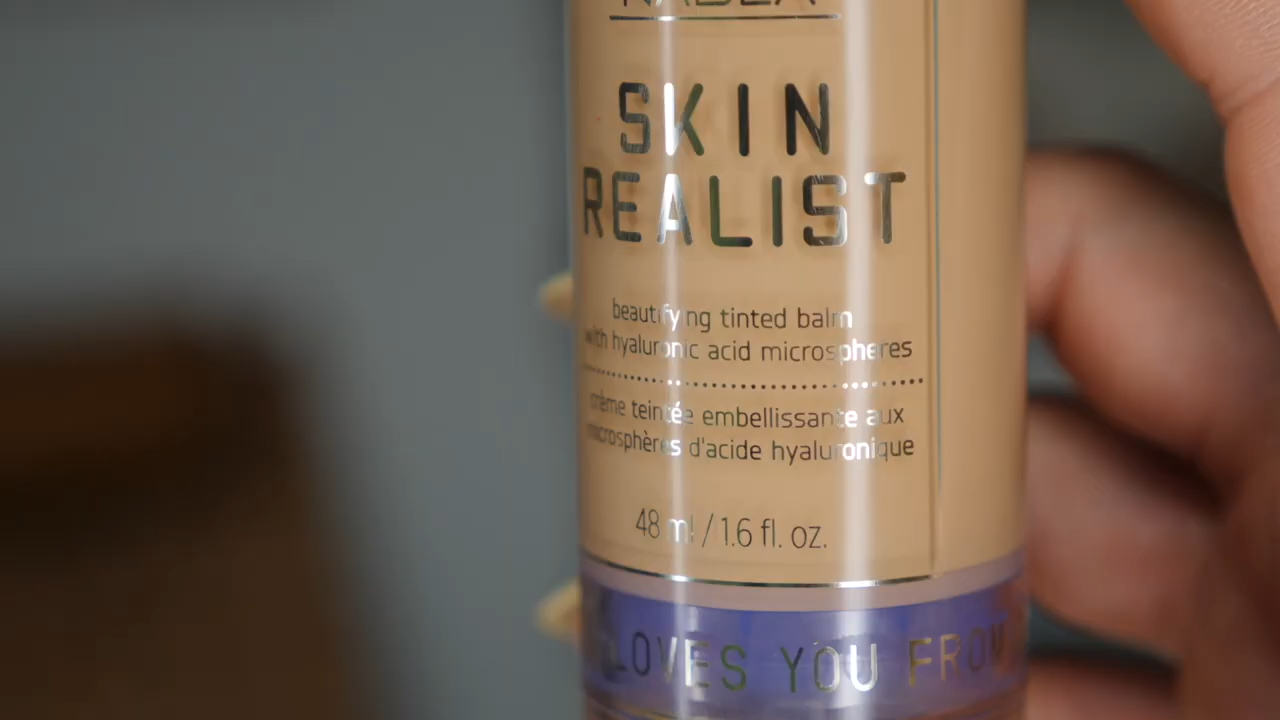 SKIN
REALIST
beautifying tinted balm
with hyaluronic acid microspheres
crème teintée embellissante aux
microsphères d'acide hyaluronique
48 ml / 1.6 fl. oz.
LOVES YOU FROM